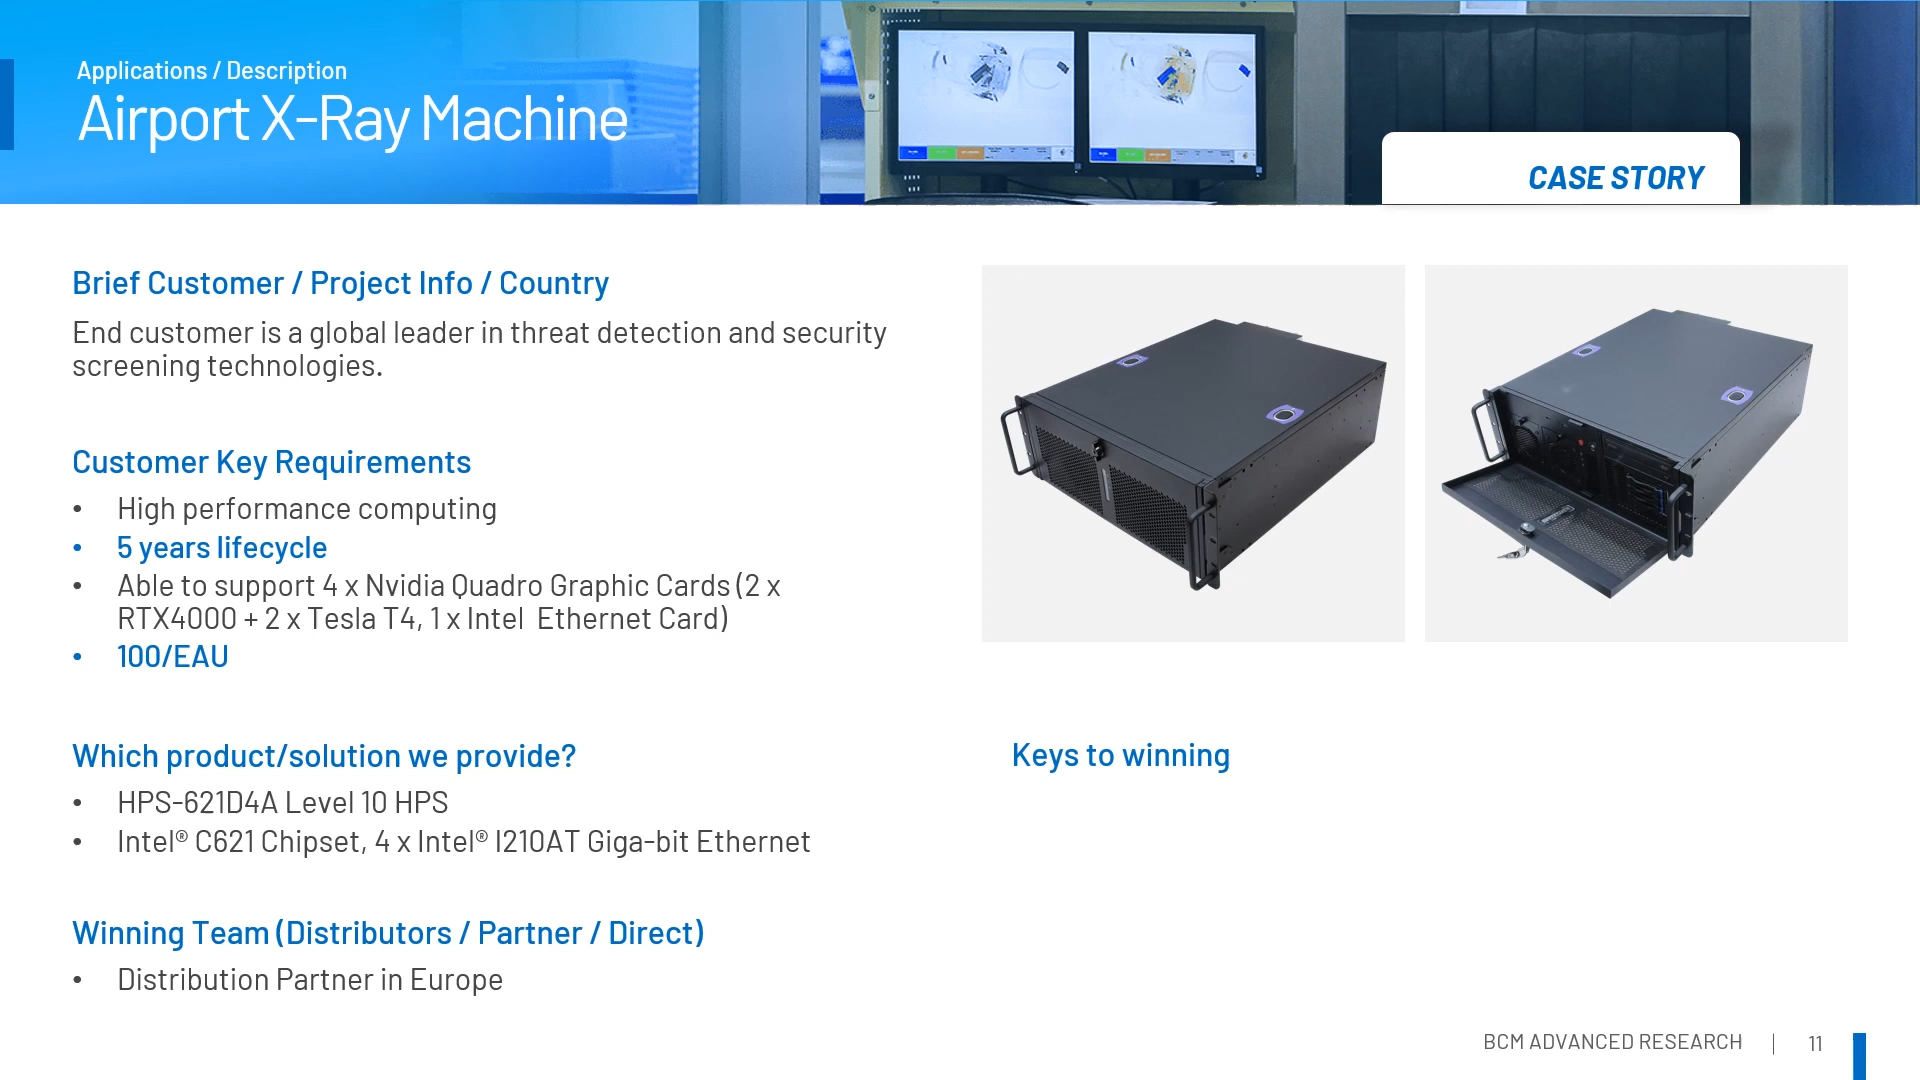 Applications / Description
Airport X-Ray Machine
CASE STORY
Brief Customer / Project Info / Country
End customer is a global leader in threat detection and security
screening technologies.
Customer Key Requirements
• High performance computing
• 5 years lifecycle
• Able to support 4 x Nvidia Quadro Graphic Cards (2 x
RTX4000 + 2 x Tesla T4, 1 x Intel  Ethernet Card)
• 100/EAU
Which product/solution we provide?
• HPS-621D4A Level 10 HPS
• Intel® C621 Chipset, 4 x Intel® I210AT Giga-bit Ethernet
Keys to winning
Winning Team (Distributors / Partner / Direct)
• Distribution Partner in Europe
BCM ADVANCED RESEARCH
11